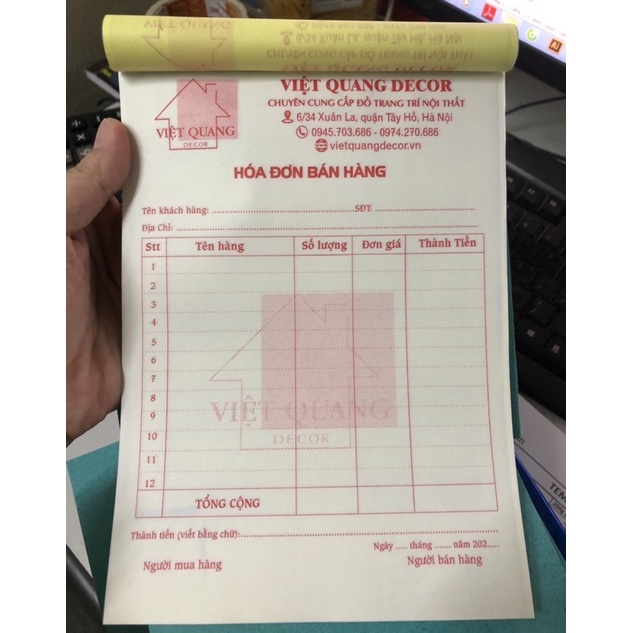 VIỆT QUANG DECOR
CHUYÊN CUNG CẤP ĐỒ TRANG TRÍ NỘI THẤT
6/34 Xuân La, quận Tây Hồ, Hà Nội
0945.703.686 - 0974.270.686
vietquangdecor.vn
VIỆT QUANG
DECOR
HÓA ĐƠN BÁN HÀNG
Tên khách hàng: ........................................SĐT: ............................
Địa Chỉ: ....................................................................................
Stt Tên hàng Số lượng Đơn giá Thành Tiền
1
2
3
4
5
6
7
8
9
10
11
12
VIỆT QUANG
DECOR
TỔNG CỘNG
Thành tiền (viết bằng chữ):............................................................
Ngày ..... tháng ...... năm 202.....
Người mua hàng Người bán hàng